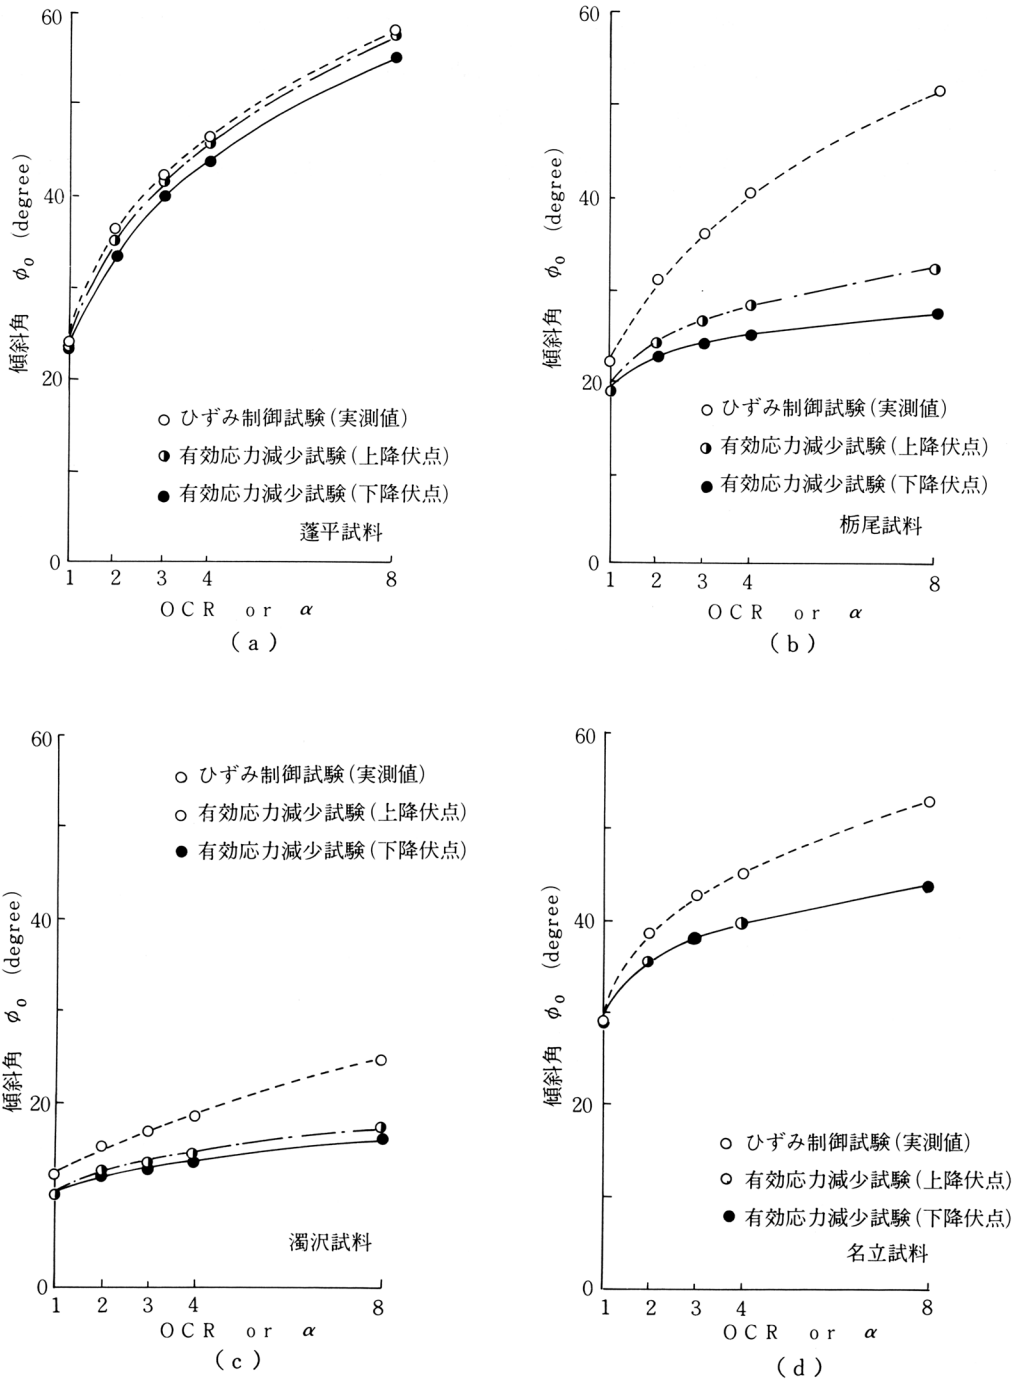 60
40
20
0
傾斜角 φ₀ (degree)
○ ひずみ制御試験(実測値)
◑ 有効応力減少試験(上降伏点)
● 有効応力減少試験(下降伏点)
蓬平試料
1 2 3 4 8
OCR or α
(a)
60
40
20
0
傾斜角 φ₀ (degree)
○ ひずみ制御試験(実測値)
◑ 有効応力減少試験(上降伏点)
● 有効応力減少試験(下降伏点)
栃尾試料
1 2 3 4 8
OCR or α
(b)
60
40
20
0
傾斜角 φ₀ (degree)
○ ひずみ制御試験(実測値)
○ 有効応力減少試験(上降伏点)
● 有効応力減少試験(下降伏点)
濁沢試料
1 2 3 4 8
OCR or α
(c)
60
40
20
0
傾斜角 φ₀ (degree)
○ ひずみ制御試験(実測値)
○ 有効応力減少試験(上降伏点)
● 有効応力減少試験(下降伏点)
名立試料
1 2 3 4 8
OCR or α
(d)